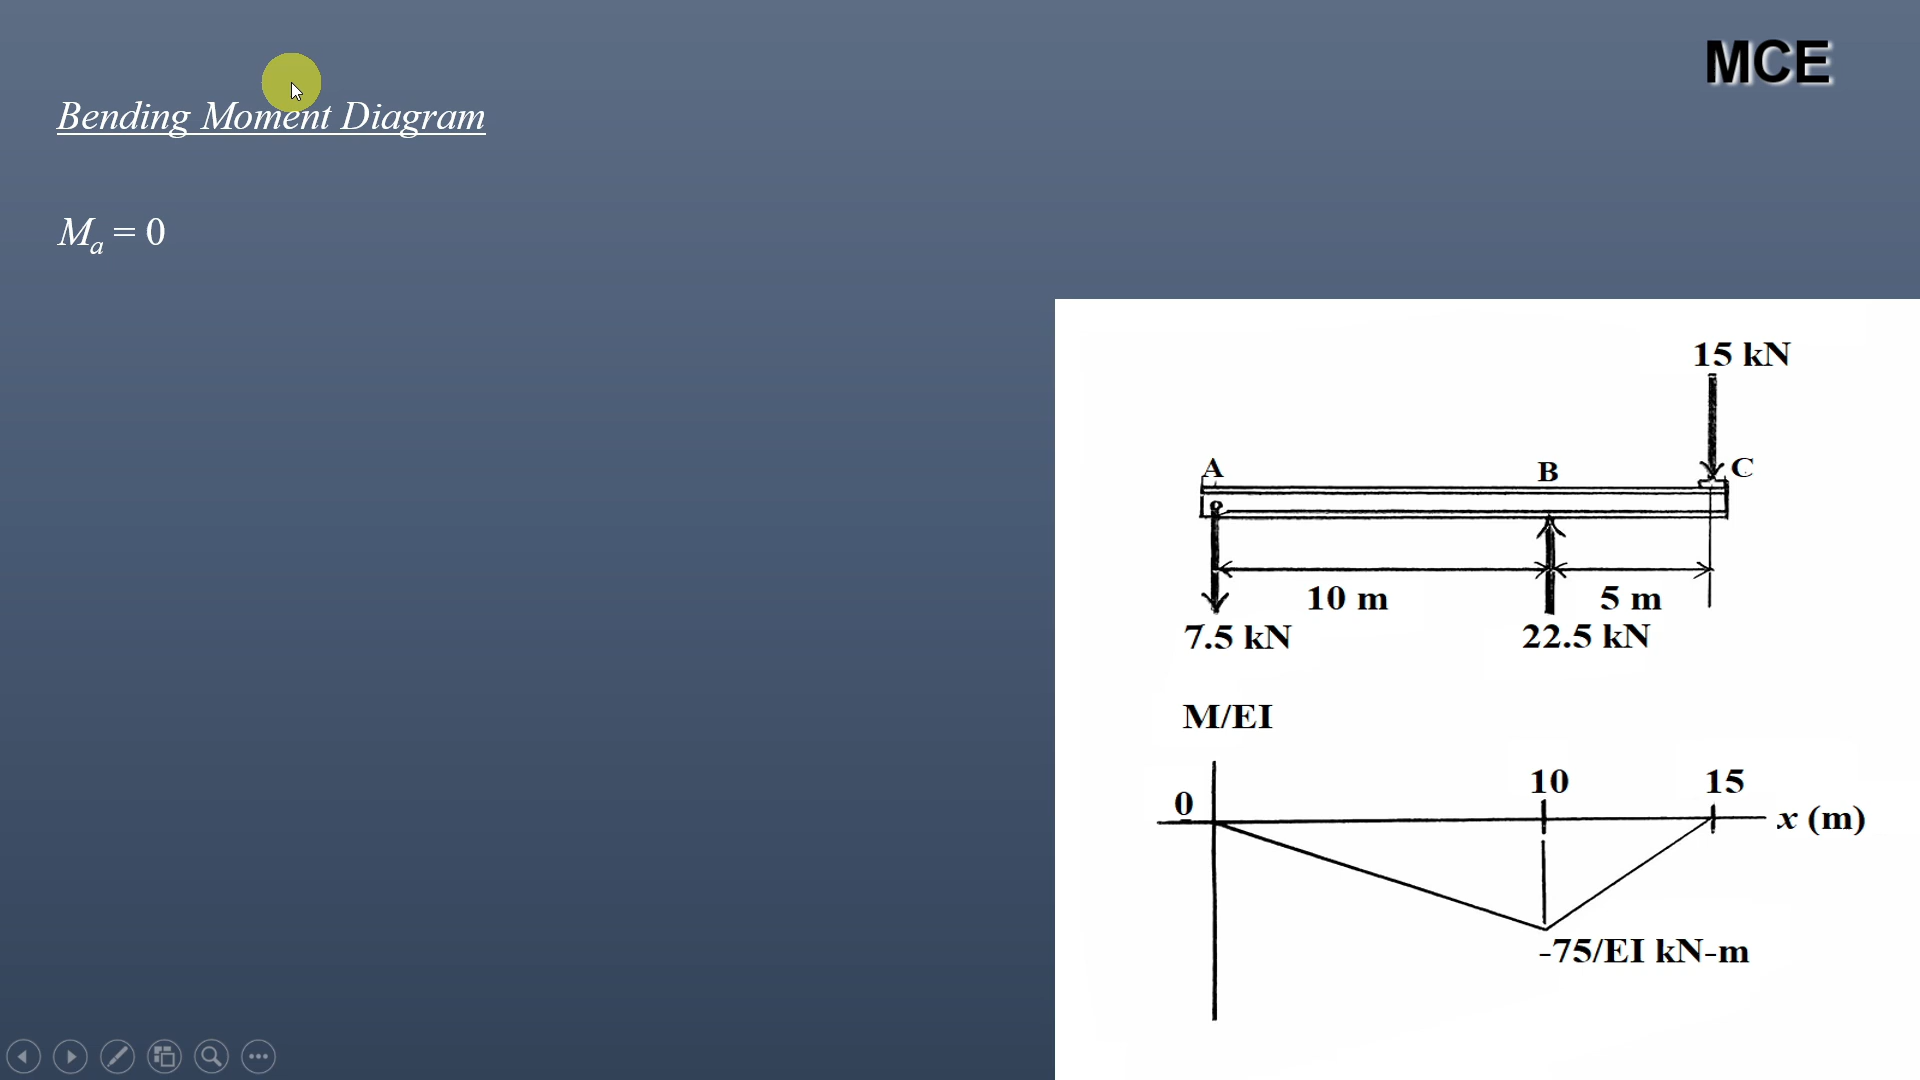 MCE
Bending Moment Diagram
Ma = 0
15 kN
A
B
C
10 m
5 m
7.5 kN
22.5 kN
M/EI
10
15
0
x (m)
-75/EI kN-m